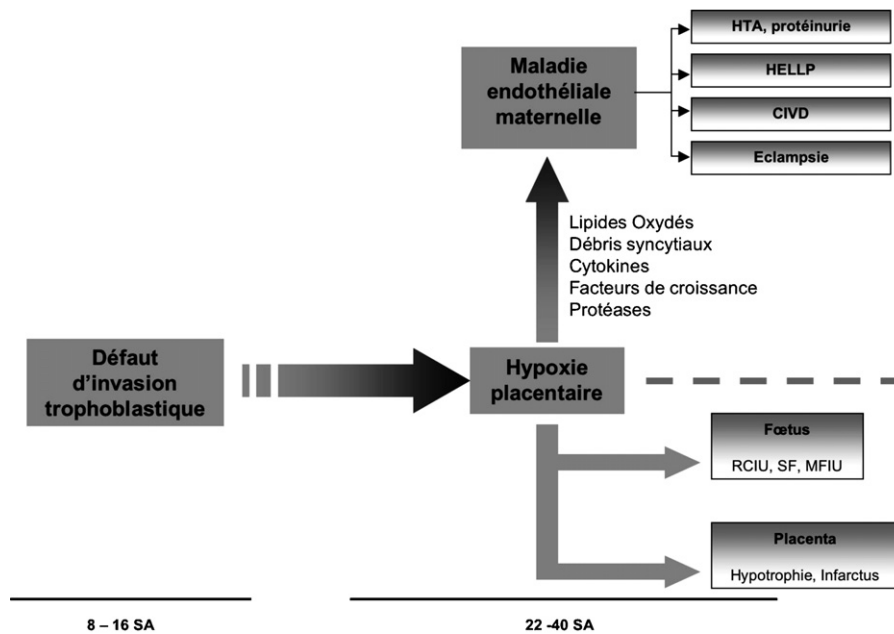 HTA, protéinurie
HELLP
CIVD
Eclampsie
Maladie
endothéliale
maternelle
Lipides Oxydés
Débris syncytiaux
Cytokines
Facteurs de croissance
Protéases
Défaut
d'invasion
trophoblastique
Hypoxie
placentaire
Fœtus
RCIU, SF, MFIU
Placenta
Hypotrophie, Infarctus
8 – 16 SA
22 -40 SA